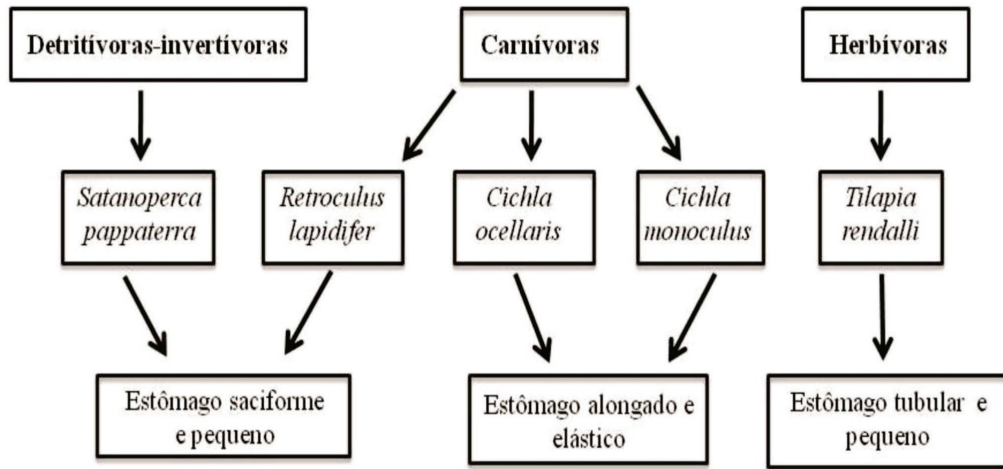 Detritívoras-invertívoras
Carnívoras
Herbívoras
Satanoperca
pappaterra
Retroculus
lapidifer
Cichla
ocellaris
Cichla
monoculus
Tilapia
rendalli
Estômago saciforme
e pequeno
Estômago alongado e
elástico
Estômago tubular e
pequeno